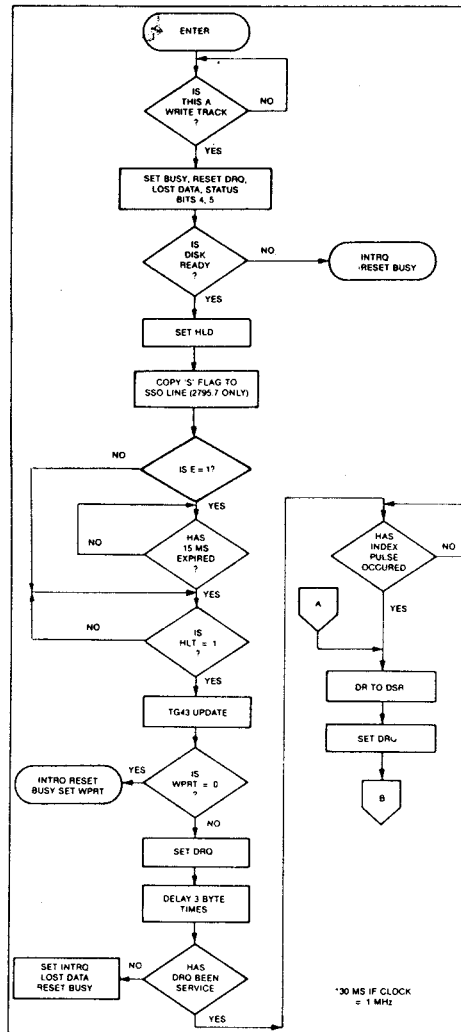 ENTER
IS
THIS A
WRITE TRACK
?
NO
YES
SET BUSY, RESET DRQ,
LOST DATA, STATUS
BITS 4, 5
IS
DISK
READY
?
NO
INTRQ
RESET BUSY
YES
SET HLD
COPY 'S' FLAG TO
SSO LINE (2795.7 ONLY)
IS E = 1?
NO
YES
HAS
15 MS
EXPIRED
?
NO
YES
IS
HLT = 1
?
NO
YES
TG43 UPDATE
IS
WPRT = 0
?
YES
INTRO RESET
BUSY SET WPRT
NO
SET DRQ
DELAY 3 BYTE
TIMES
HAS
DRQ BEEN
SERVICE
NO
SET INTRQ
LOST DATA
RESET BUSY
YES
HAS
INDEX
PULSE
OCCURED
NO
YES
A
DR TO DSR
SET DRQ
B
*30 MS IF CLOCK
= 1 MHz